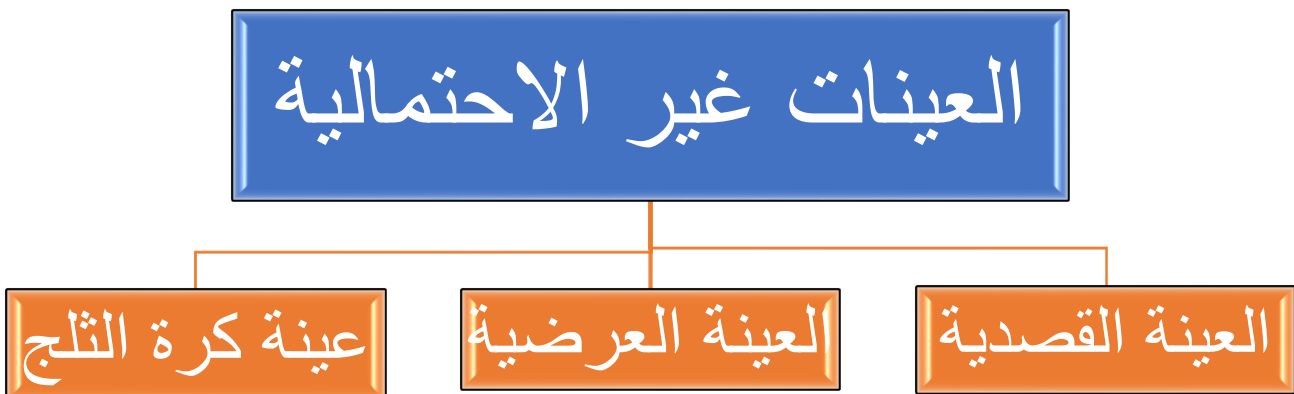 العينات غير الاحتمالية
العينة القصدية
العينة العرضية
عينة كرة الثلج